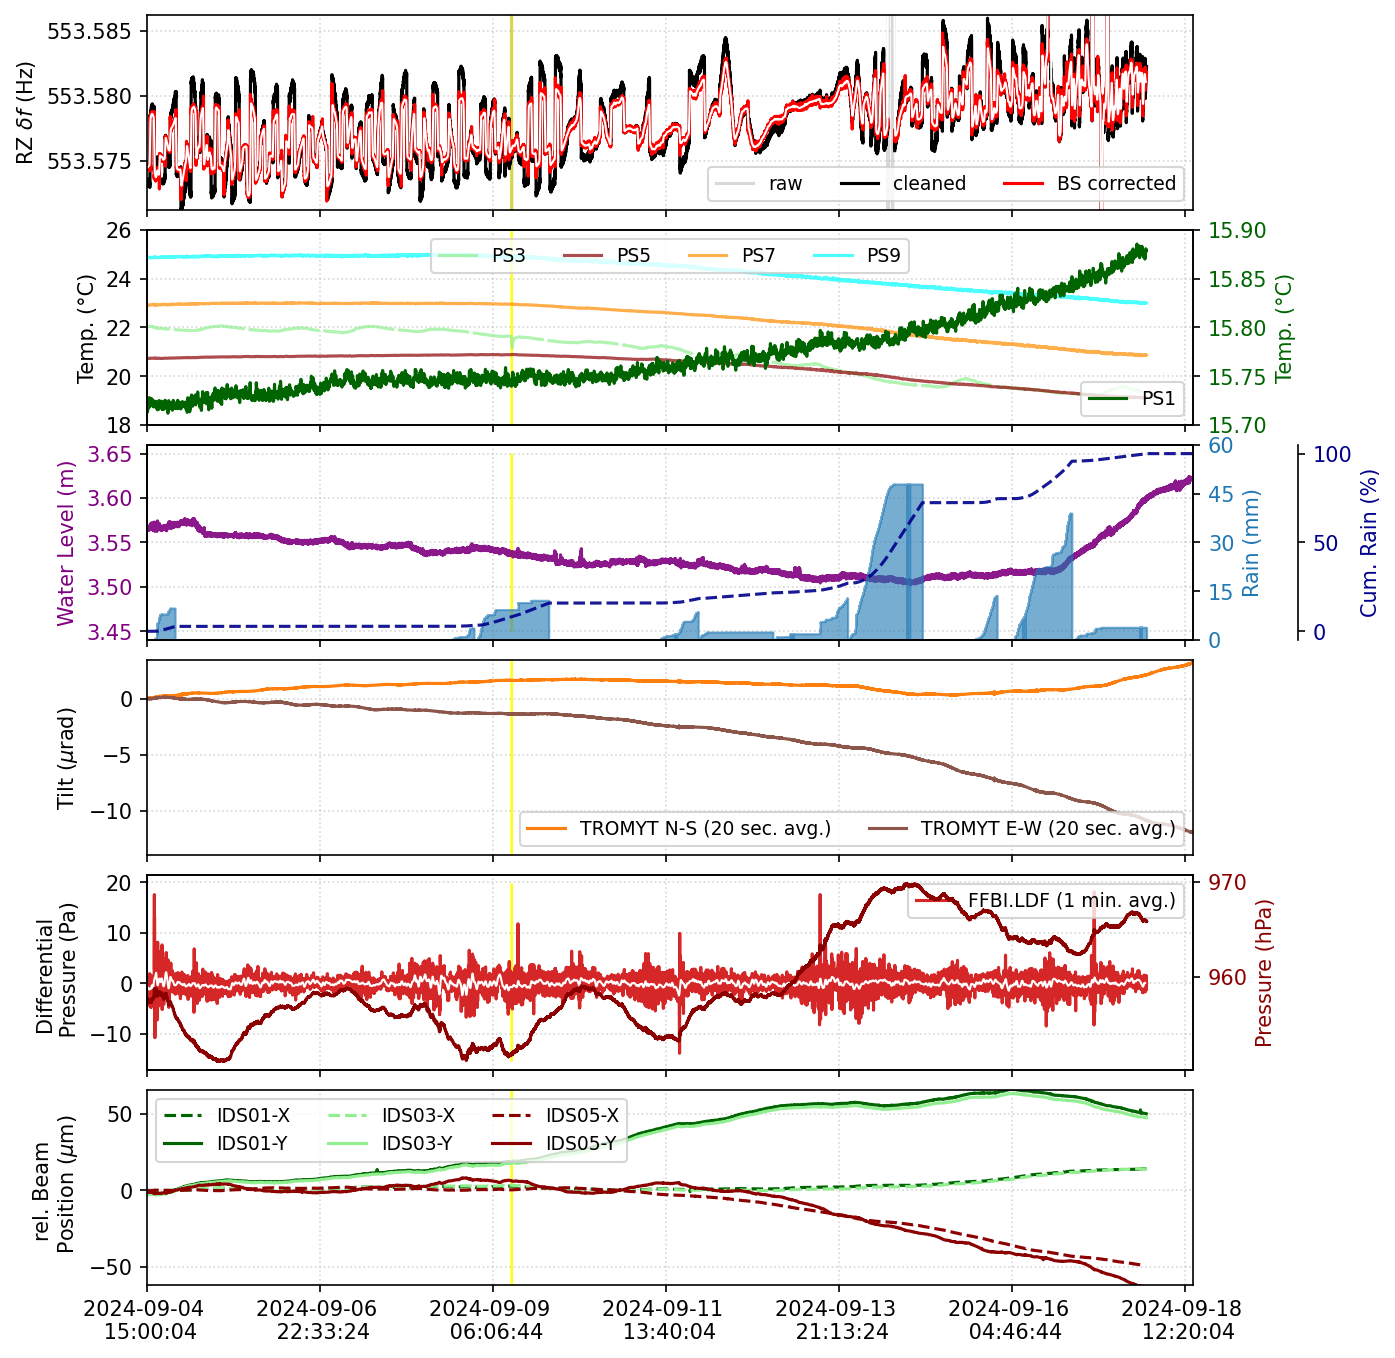 553.585
553.580
553.575
RZ δf (Hz)
raw cleaned BS corrected
26
24
22
20
18
Temp. (°C)
PS3 PS5 PS7 PS9
PS1
15.90
15.85
15.80
15.75
15.70
Temp. (°C)
3.65
3.60
3.55
3.50
3.45
Water Level (m)
60
45
30
15
0
Rain (mm)
100
50
0
Cum. Rain (%)
0
−5
−10
Tilt (μrad)
TROMYT N-S (20 sec. avg.) TROMYT E-W (20 sec. avg.)
20
10
0
−10
Differential
Pressure (Pa)
FFBI.LDF (1 min. avg.)
970
960
Pressure (hPa)
50
0
−50
rel. Beam
Position (μm)
IDS01-X IDS03-X IDS05-X
IDS01-Y IDS03-Y IDS05-Y
2024-09-04 2024-09-06 2024-09-09 2024-09-11 2024-09-13 2024-09-16 2024-09-18
15:00:04 22:33:24 06:06:44 13:40:04 21:13:24 04:46:44 12:20:04